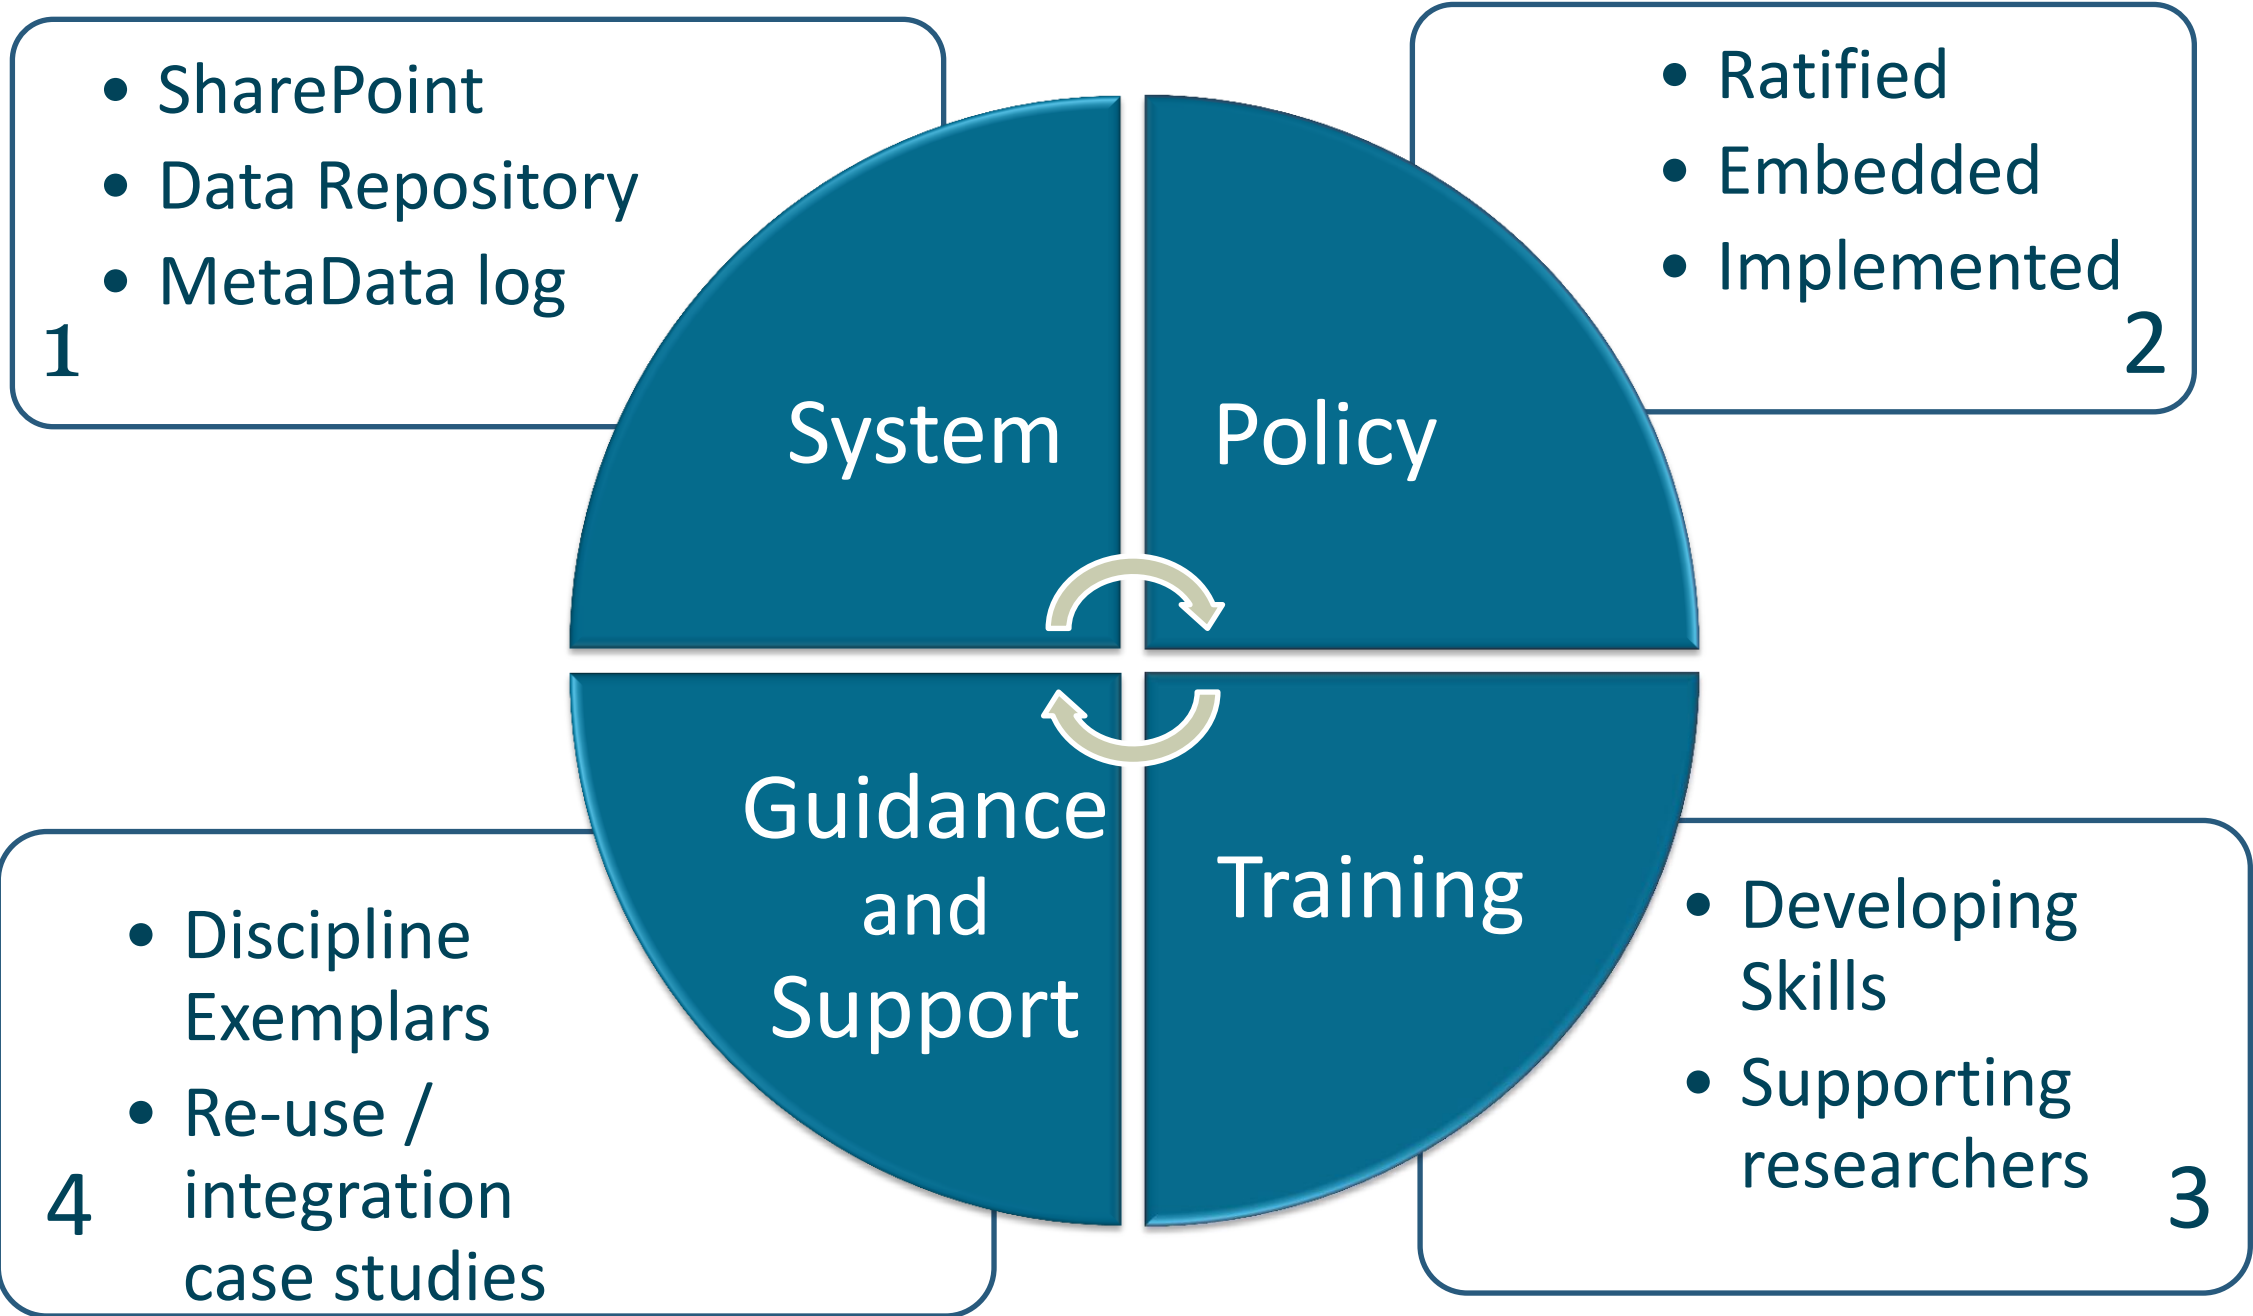 • SharePoint
• Data Repository
• MetaData log
1
System
• Ratified
• Embedded
• Implemented
2
Policy
Training
• Developing
Skills
• Supporting
researchers
3
Guidance
and
Support
• Discipline
Exemplars
• Re-use /
integration
case studies
4